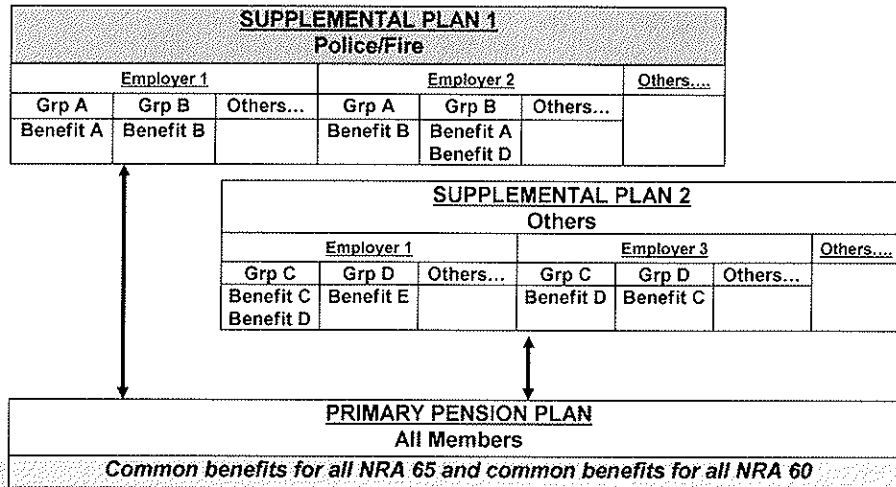 SUPPLEMENTAL PLAN 1
Police/Fire
Employer 1 Employer 2 Others....
Grp A Grp B Others... Grp A Grp B Others...
Benefit A Benefit B Benefit B Benefit A
Benefit D
SUPPLEMENTAL PLAN 2
Others
Employer 1 Employer 3 Others....
Grp C Grp D Others... Grp C Grp D Others...
Benefit C Benefit E Benefit D Benefit C
Benefit D
PRIMARY PENSION PLAN
All Members
Common benefits for all NRA 65 and common benefits for all NRA 60